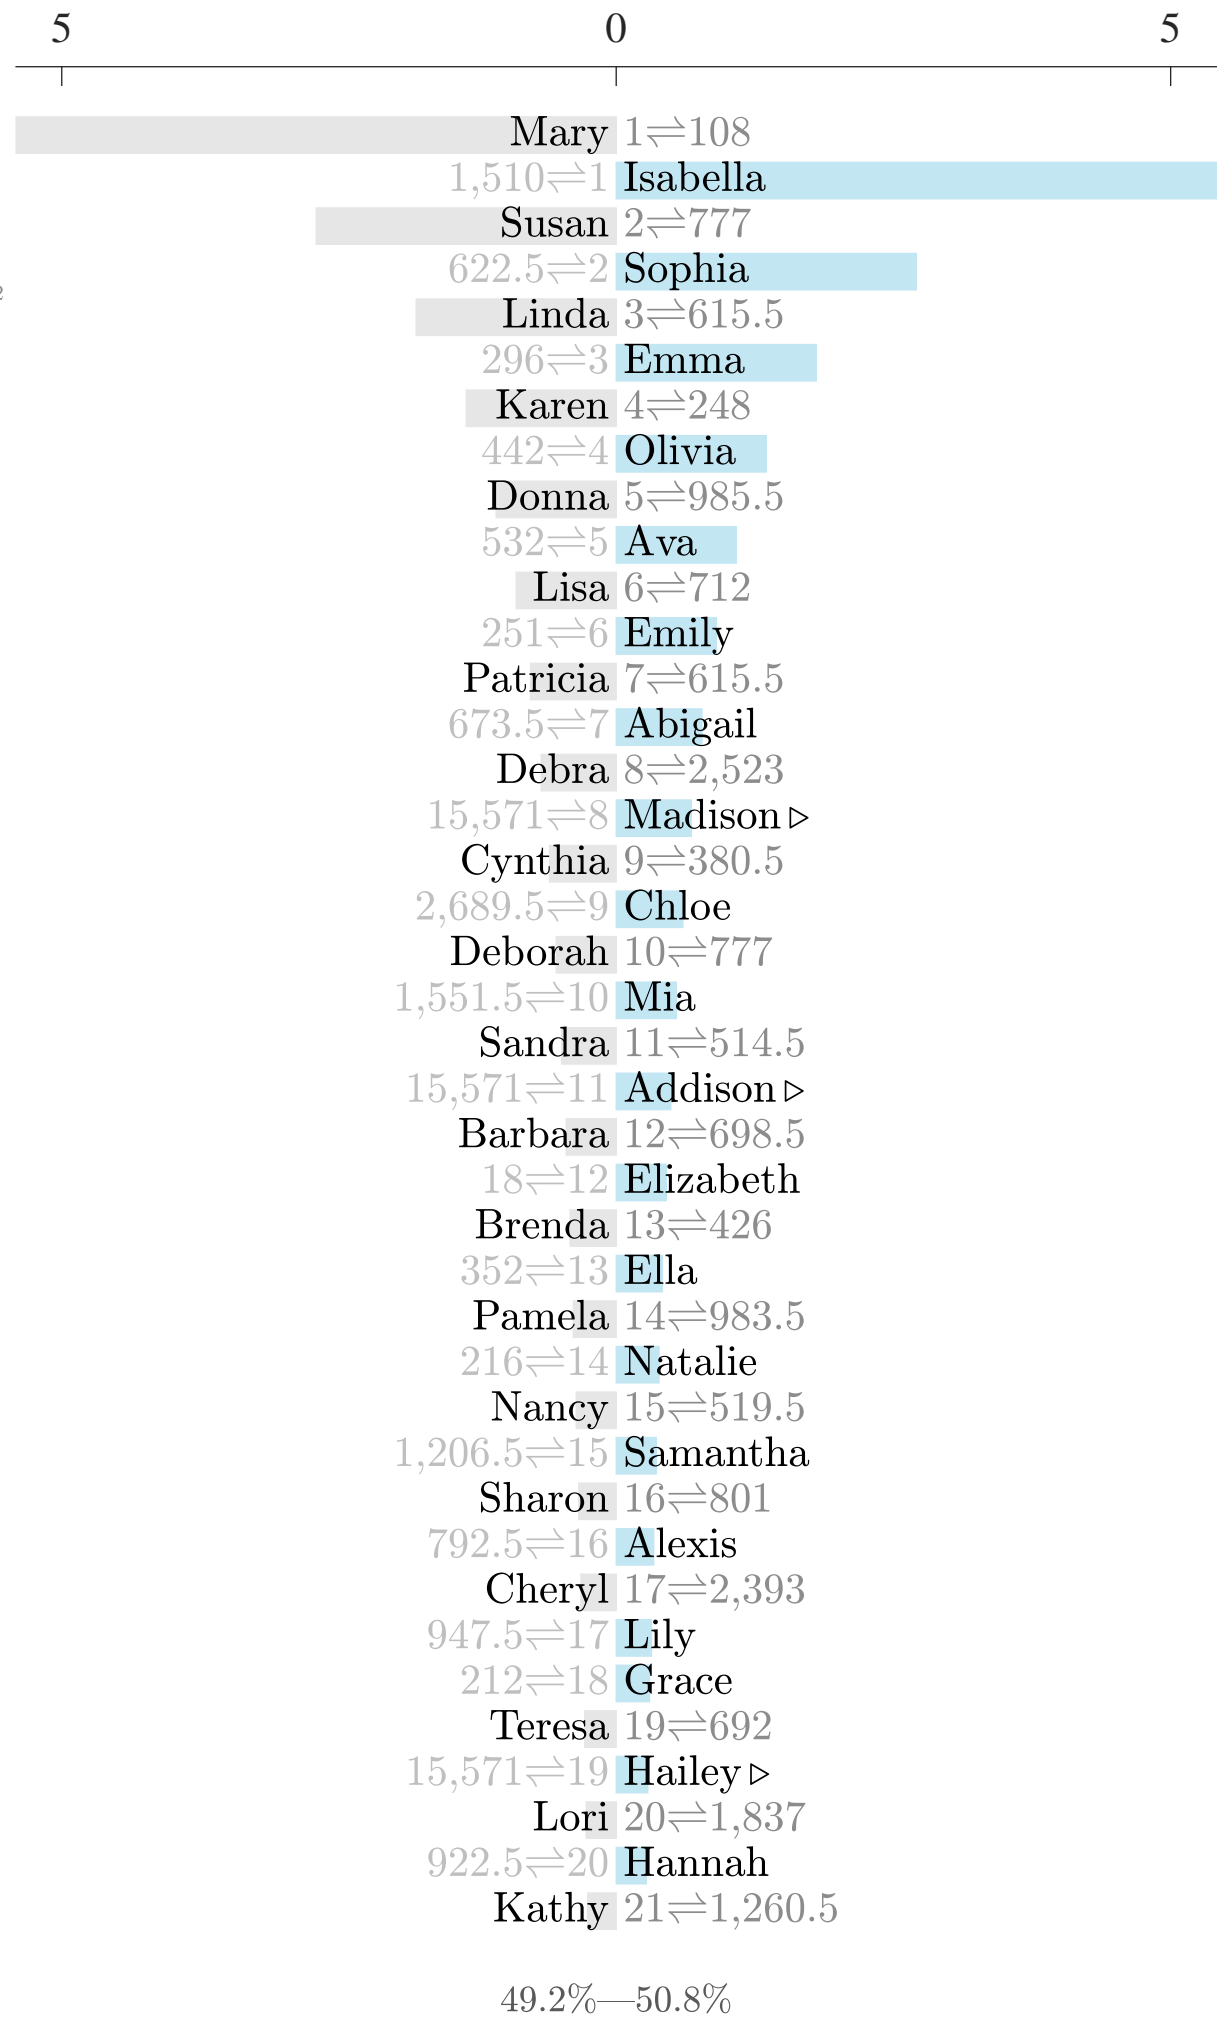 5 0 5
Mary 1⇌108
1,510⇌1 Isabella
Susan 2⇌777
622.5⇌2 Sophia
2
Linda 3⇌615.5
296⇌3 Emma
Karen 4⇌248
442⇌4 Olivia
Donna 5⇌985.5
532⇌5 Ava
Lisa 6⇌712
251⇌6 Emily
Patricia 7⇌615.5
673.5⇌7 Abigail
Debra 8⇌2,523
15,571⇌8 Madison ▷
Cynthia 9⇌380.5
2,689.5⇌9 Chloe
Deborah 10⇌777
1,551.5⇌10 Mia
Sandra 11⇌514.5
15,571⇌11 Addison ▷
Barbara 12⇌698.5
18⇌12 Elizabeth
Brenda 13⇌426
352⇌13 Ella
Pamela 14⇌983.5
216⇌14 Natalie
Nancy 15⇌519.5
1,206.5⇌15 Samantha
Sharon 16⇌801
792.5⇌16 Alexis
Cheryl 17⇌2,393
947.5⇌17 Lily
212⇌18 Grace
Teresa 19⇌692
15,571⇌19 Hailey ▷
Lori 20⇌1,837
922.5⇌20 Hannah
Kathy 21⇌1,260.5
49.2%—50.8%